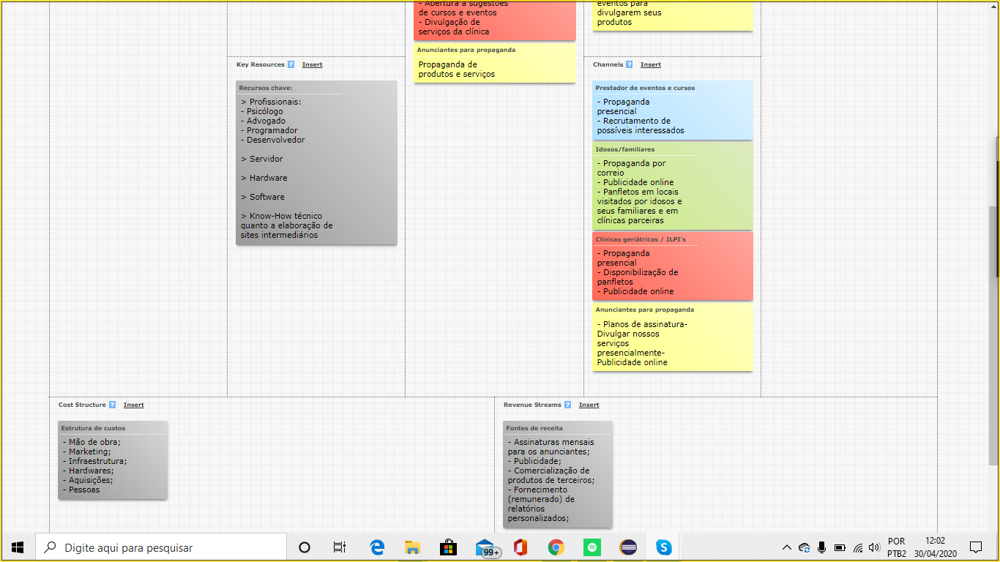 - Abertura a sugestões
de cursos e eventos
- Divulgação de
serviços da clínica
Anunciantes para propaganda
Propaganda de
produtos e serviços
eventos para
divulgarem seus
produtos
Key Resources ? Insert
Recursos chave:
> Profissionais:
- Psicólogo
- Advogado
- Programador
- Desenvolvedor
> Servidor
> Hardware
> Software
> Know-How técnico
quanto a elaboração de
sites intermediários
Channels ? Insert
Prestador de eventos e cursos
- Propaganda
presencial
- Recrutamento de
possíveis interessados
Idosos/familiares
- Propaganda por
correio
- Publicidade online
- Panfletos em locais
visitados por idosos e
seus familiares e em
clínicas parceiras
Clínicas geriátricas / ILPI's
- Propaganda
presencial
- Disponibilização de
panfletos
- Publicidade online
Anunciantes para propaganda
- Planos de assinatura-
Divulgar nossos
serviços
presencialmente-
Publicidade online
Cost Structure ? Insert
Estrutura de custos
- Mão de obra;
- Marketing;
- Infraestrutura;
- Hardwares;
- Aquisições;
- Pessoas
Revenue Streams ? Insert
Fontes de receita
- Assinaturas mensais
para os anunciantes;
- Publicidade;
- Comercialização de
produtos de terceiros;
- Fornecimento
(remunerado) de
relatórios
personalizados;
Digite aqui para pesquisar
99+
POR
PTB2
12:02
30/04/2020